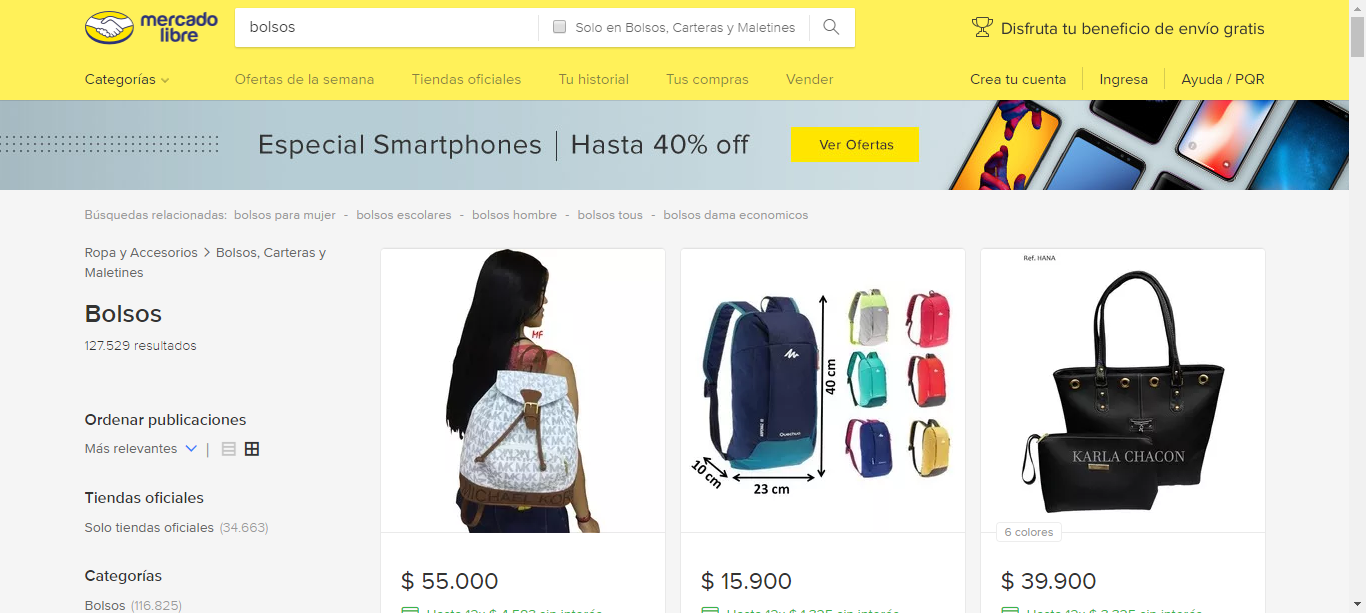 mercado
libre
bolsos
Solo en Bolsos, Carteras y Maletines
Disfruta tu beneficio de envío gratis
Categorías
Ofertas de la semana
Tiendas oficiales
Tu historial
Tus compras
Vender
Crea tu cuenta
Ingresa
Ayuda / PQR
Especial Smartphones | Hasta 40% off
Ver Ofertas
Búsquedas relacionadas: bolsos para mujer - bolsos escolares - bolsos hombre - bolsos tous - bolsos dama economicos
Ropa y Accesorios > Bolsos, Carteras y
Maletines
Bolsos
127.529 resultados
Ordenar publicaciones
Más relevantes
Tiendas oficiales
Solo tiendas oficiales (34.663)
Categorías
Bolsos (116.825)
MF
MICHAEL KOR
$ 55.000
Quechua
40 cm
10 cm
23 cm
$ 15.900
Ref. HANA
KARLA CHACON
6 colores
$ 39.900